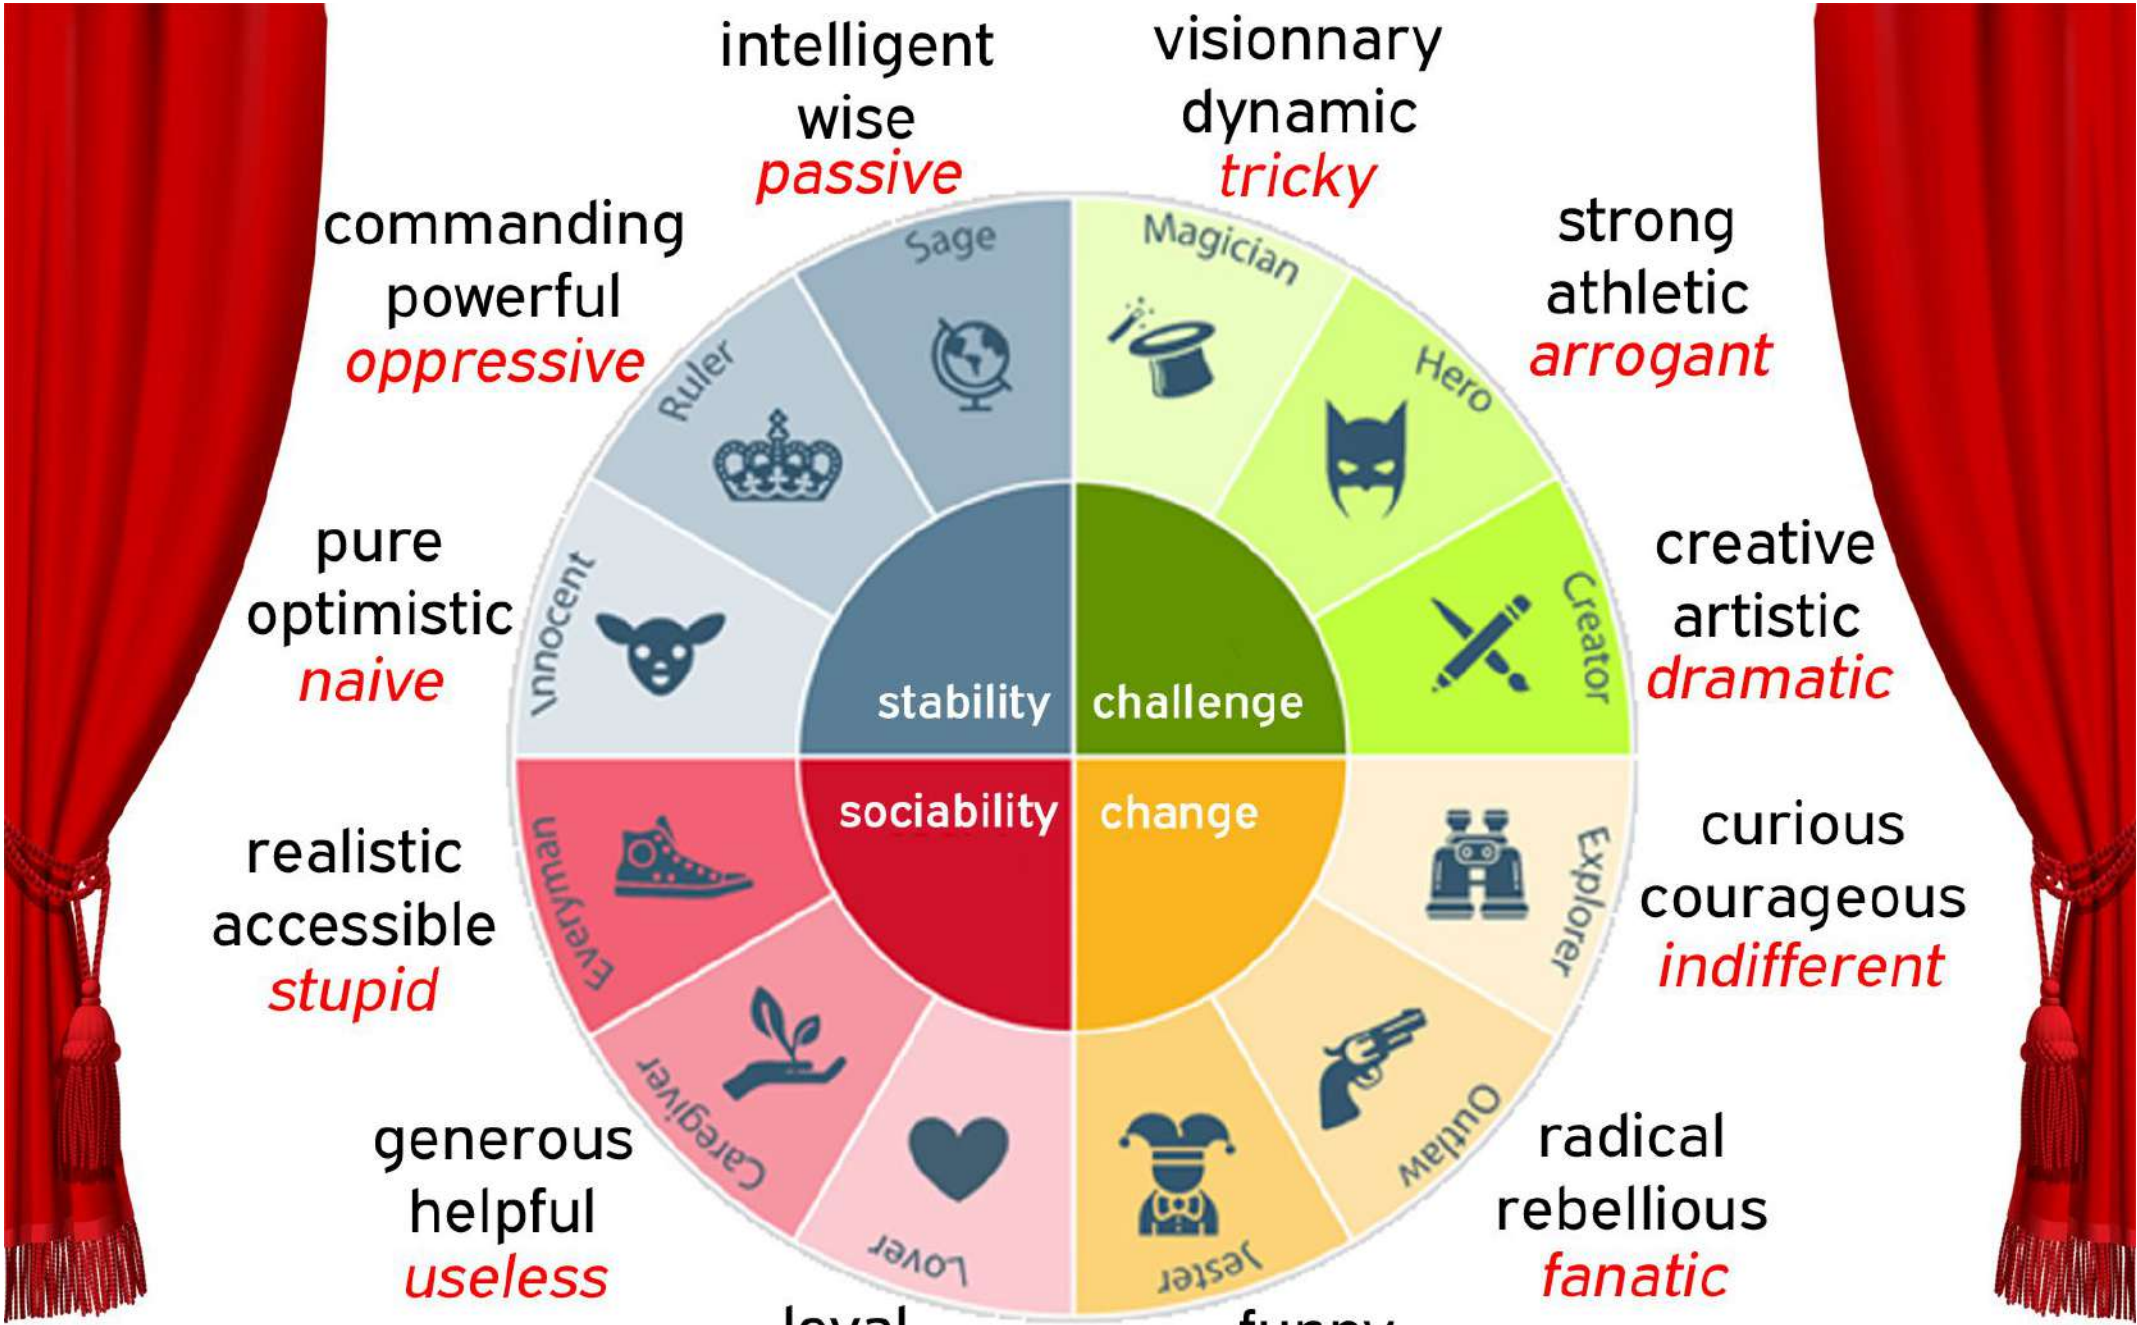 intelligent
wise
passive
visionnary
dynamic
tricky
commanding
powerful
oppressive
strong
athletic
arrogant
Sage
Magician
Ruler
Hero
pure
optimistic
naive
Innocent
Creator
creative
artistic
dramatic
stability
challenge
sociability
change
realistic
accessible
stupid
Everyman
Explorer
curious
courageous
indifferent
Caregiver
Outlaw
generous
helpful
useless
Lover
Jester
radical
rebellious
fanatic
loyal
funny